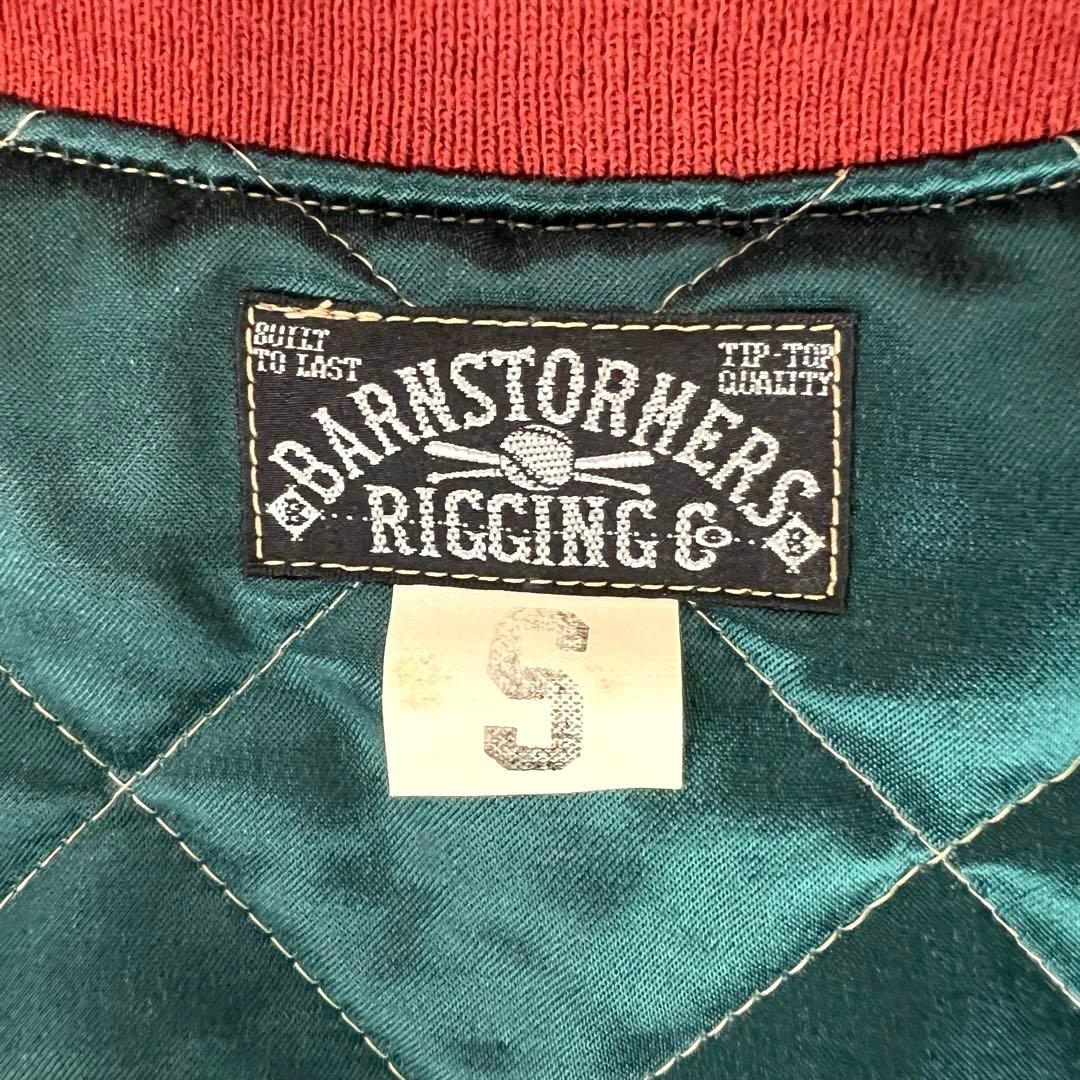 BUILT
TO LAST
TIP-TOP
QUALITY
BARNSTORMERS
RIGGING Co
S